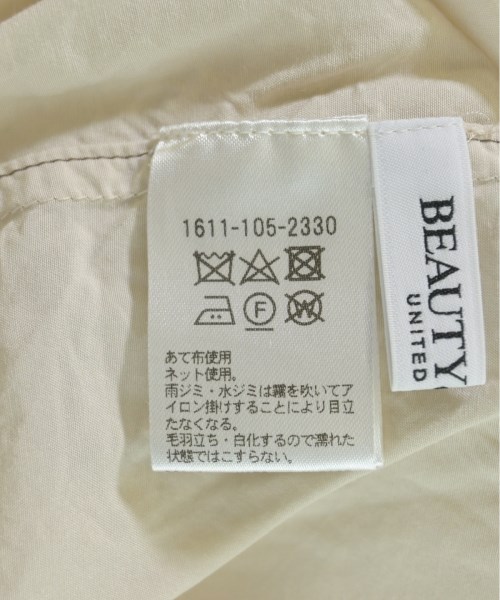 1611-105-2330
F
W
あて布使用
ネット使用。
雨ジミ・水ジミは霧を吹いてア
イロン掛けすることにより目立
たなくなる。
毛羽立ち・白化するので濡れた
状態ではこすらない。
BEAUTY
UNITED